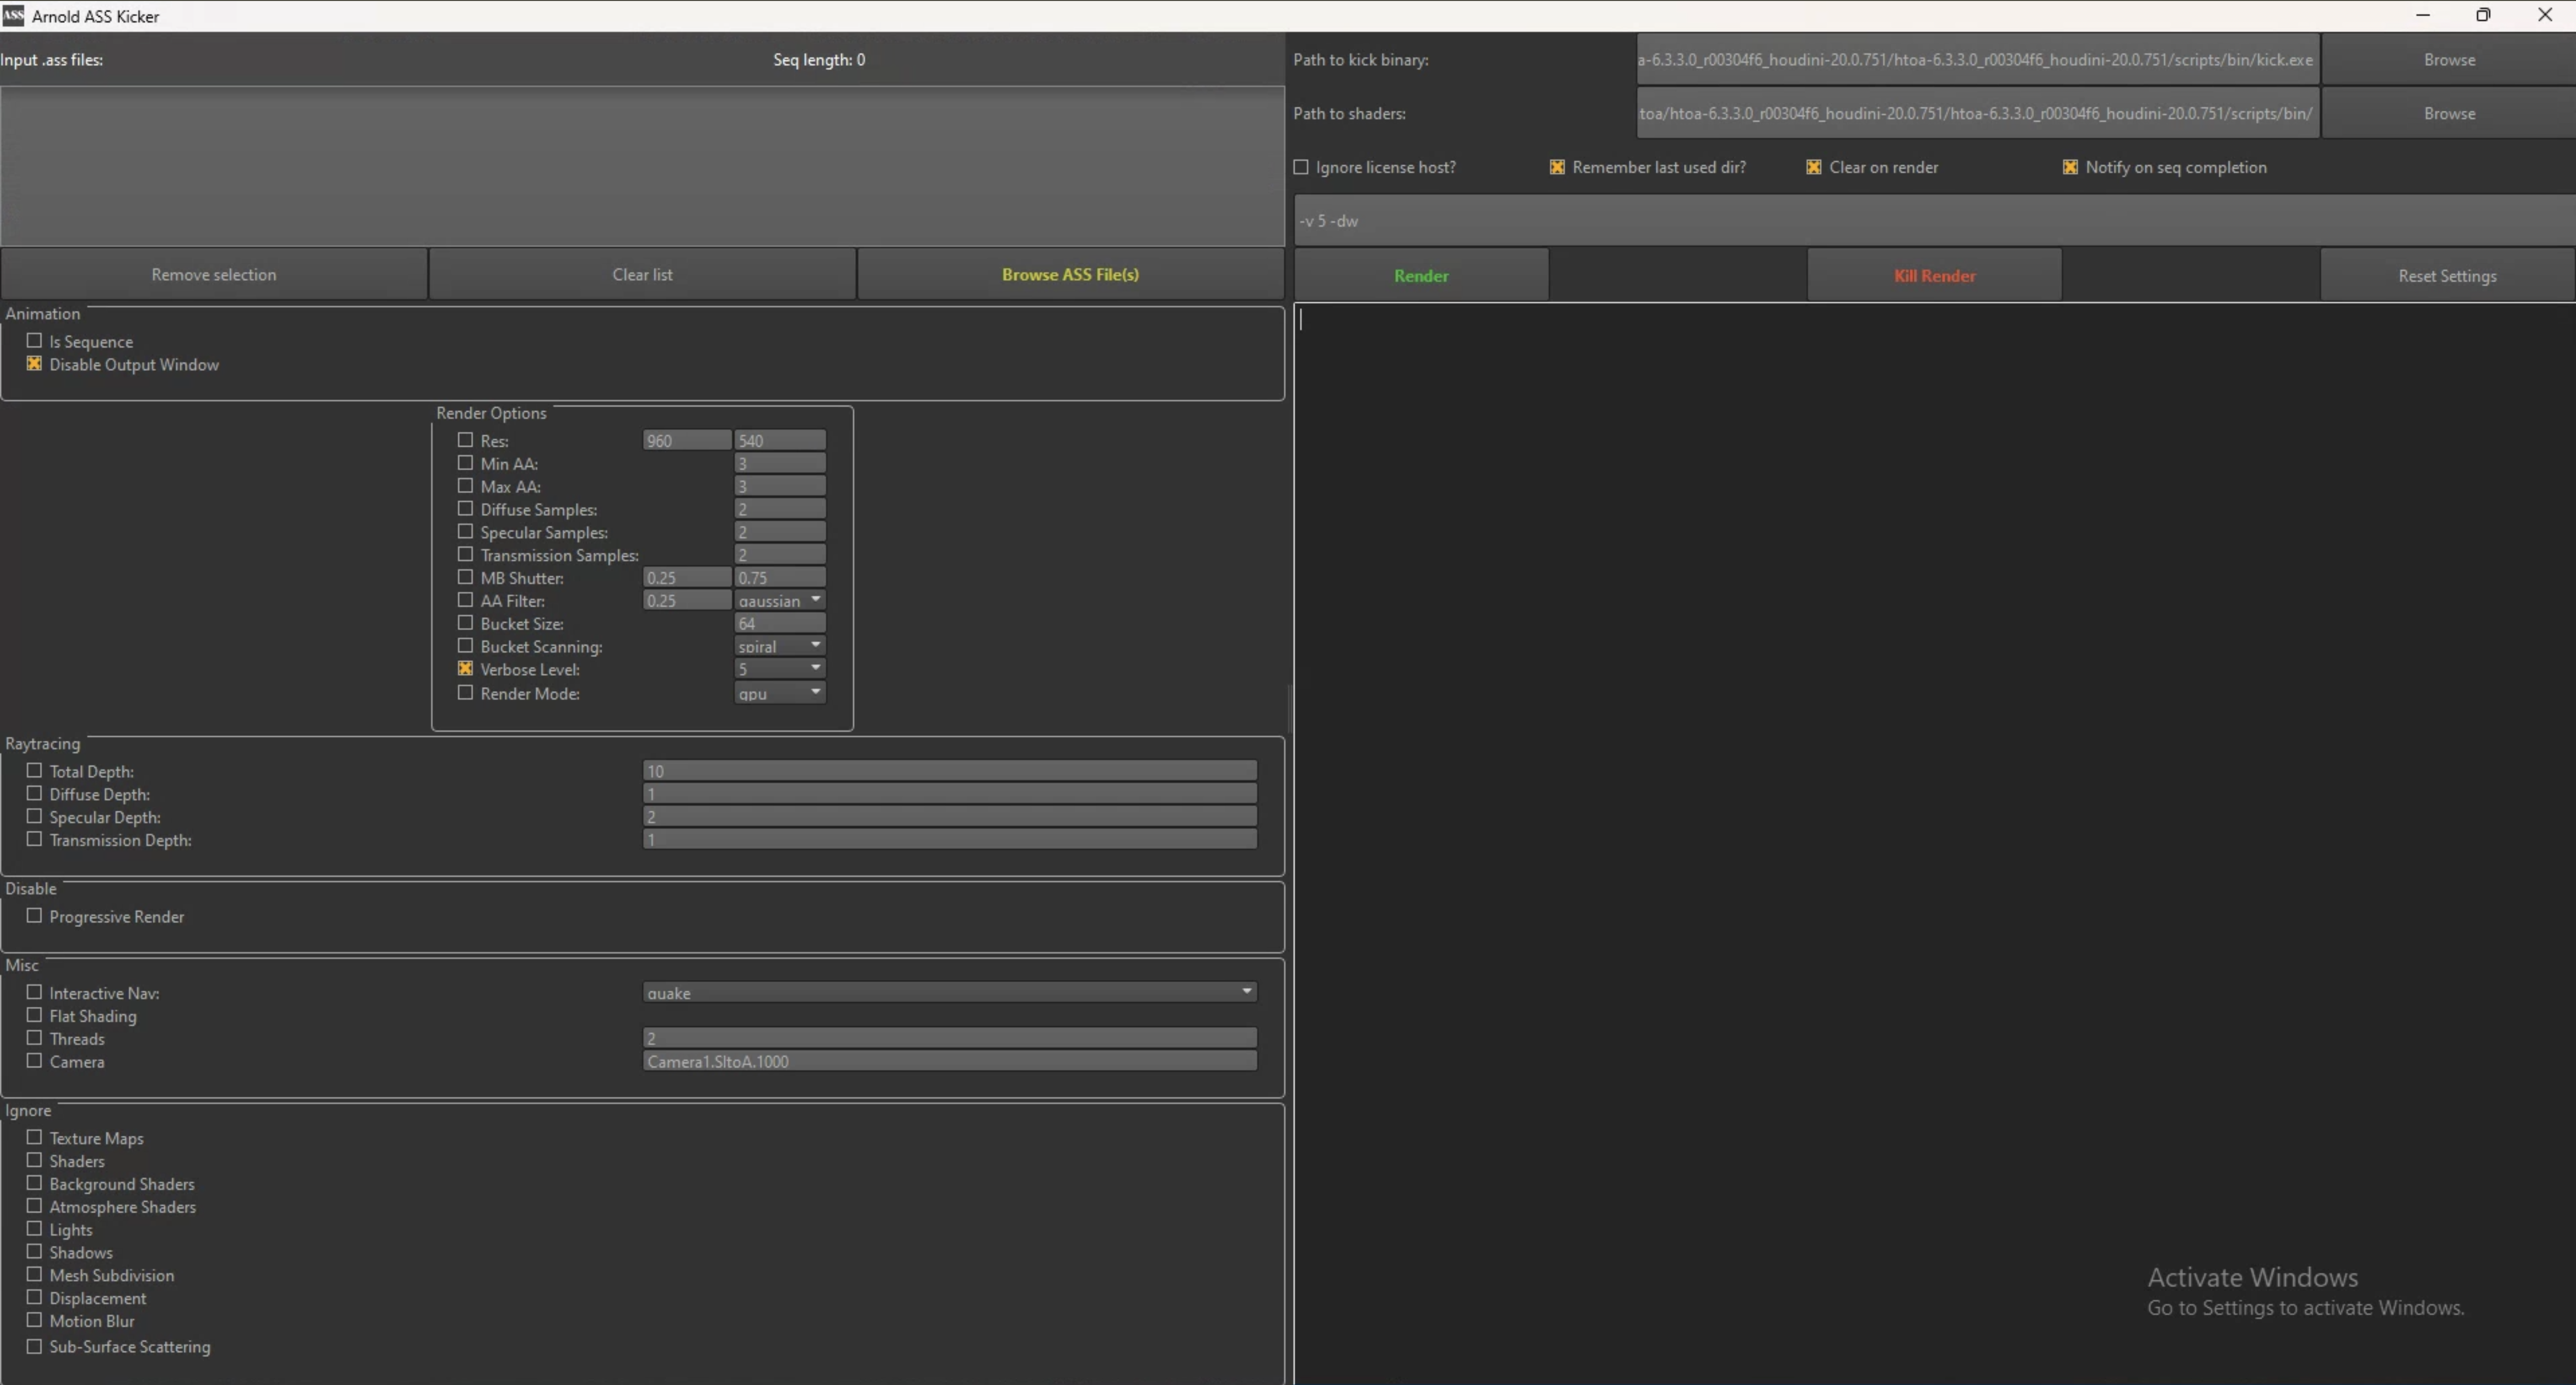 ASS Arnold ASS Kicker
Input .ass files: Seq length: 0
Remove selection Clear list Browse ASS File(s)
Animation
Is Sequence
Disable Output Window
Render Options
Res: 960 540
Min AA: 3
Max AA: 3
Diffuse Samples: 2
Specular Samples: 2
Transmission Samples: 2
MB Shutter: 0.25 0.75
AA Filter: 0.25 gaussian
Bucket Size: 64
Bucket Scanning: spiral
Verbose Level: 5
Render Mode: gpu
Raytracing
Total Depth: 10
Diffuse Depth: 1
Specular Depth: 2
Transmission Depth: 1
Disable
Progressive Render
Misc
Interactive Nav: quake
Flat Shading
Threads 2
Camera Camera1.SItoA.1000
Ignore
Texture Maps
Shaders
Background Shaders
Atmosphere Shaders
Lights
Shadows
Mesh Subdivision
Displacement
Motion Blur
Sub-Surface Scattering
Path to kick binary: a-6.3.3.0_r00304f6_houdini-20.0.751/htoa-6.3.3.0_r00304f6_houdini-20.0.751/scripts/bin/kick.exe Browse
Path to shaders: toa/htoa-6.3.3.0_r00304f6_houdini-20.0.751/htoa-6.3.3.0_r00304f6_houdini-20.0.751/scripts/bin/ Browse
Ignore license host? Remember last used dir? Clear on render Notify on seq completion
-v 5 -dw
Render Kill Render Reset Settings
Activate Windows
Go to Settings to activate Windows.